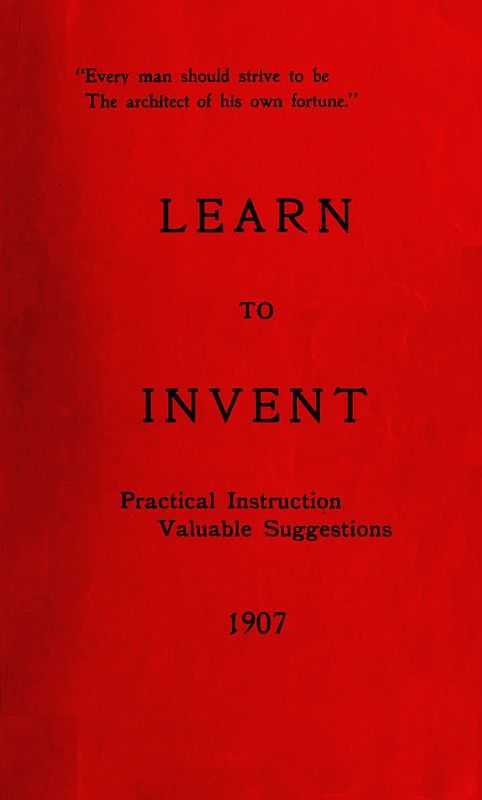 "Every man should strive to be
The architect of his own fortune."
LEARN
TO
INVENT
Practical Instruction
Valuable Suggestions
1907